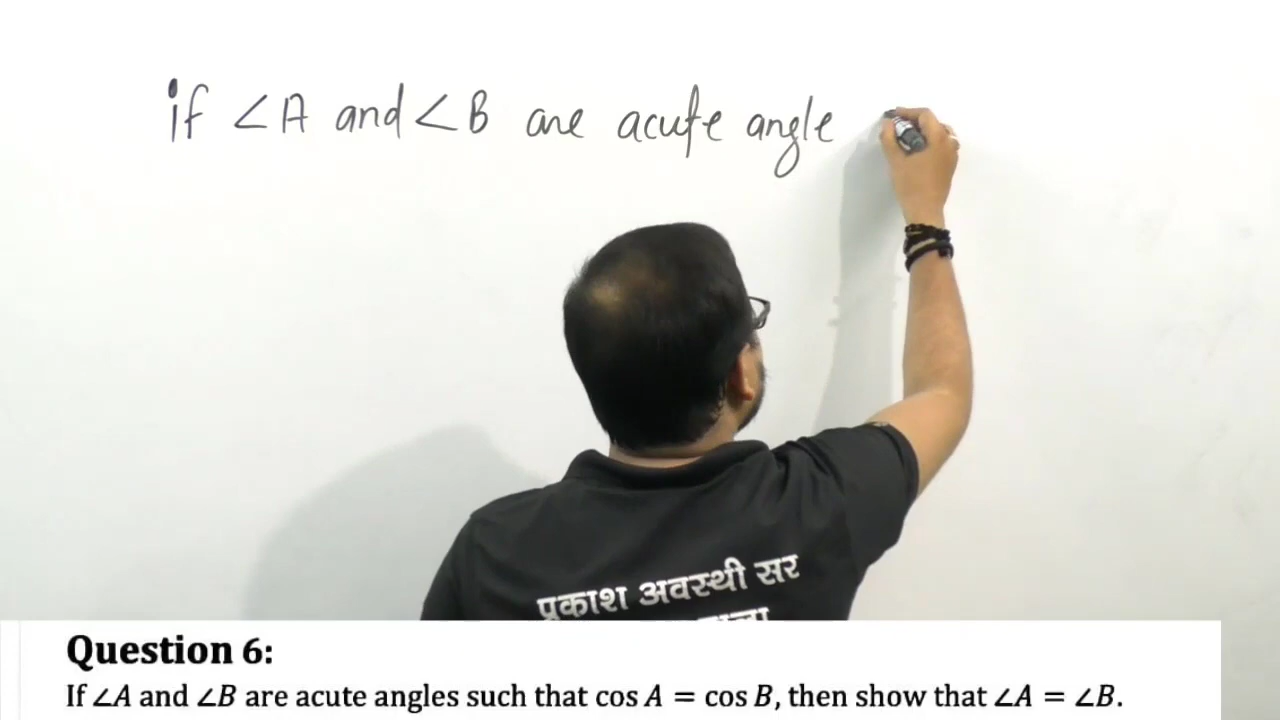 if ∠A and ∠B are acute angle
प्रकाश अवस्थी सर
Question 6:
If ∠A and ∠B are acute angles such that cos A = cos B, then show that ∠A = ∠B.